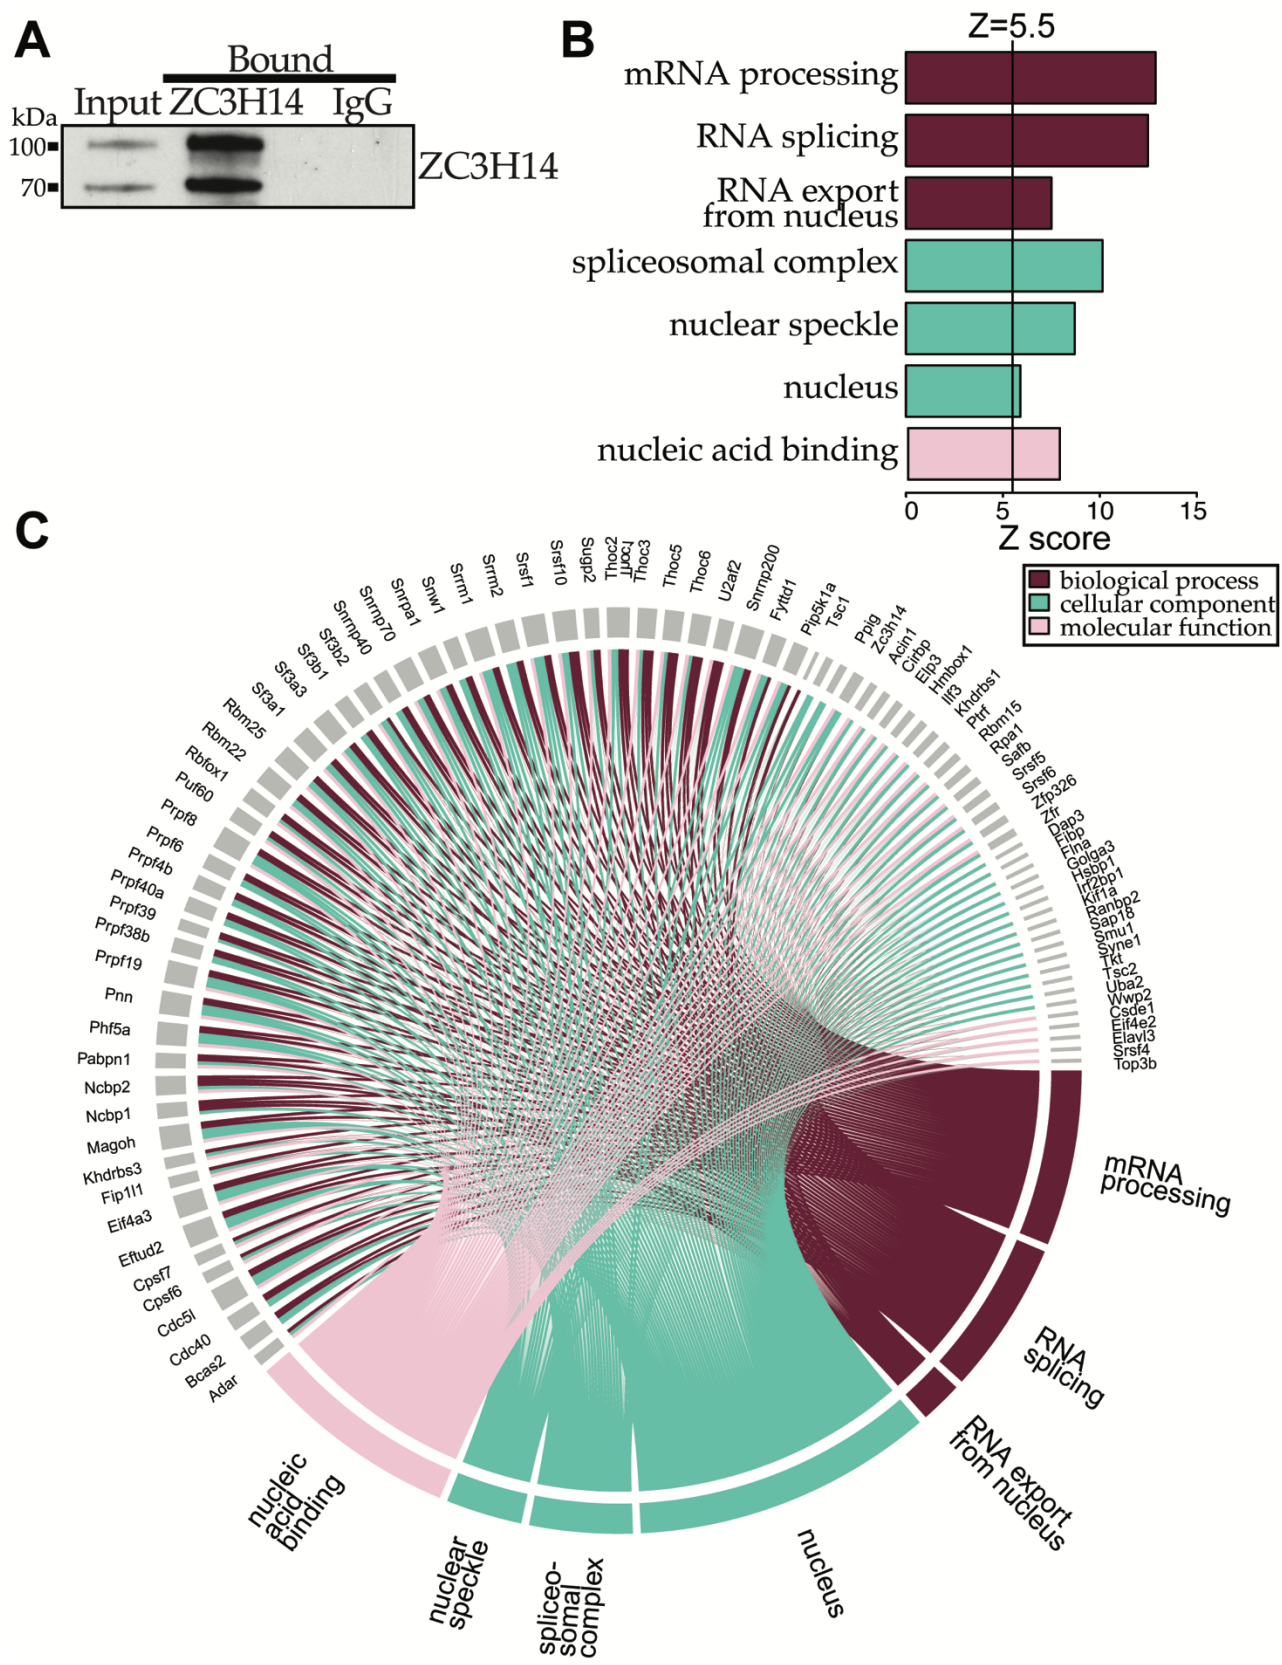 A
Bound
Input ZC3H14 IgG
kDa
100
70
ZC3H14
B
Z=5.5
mRNA processing
RNA splicing
RNA export
from nucleus
spliceosomal complex
nuclear speckle
nucleus
nucleic acid binding
0 5 10 15
Z score
biological process
cellular component
molecular function
C
Adar
Bcas2
Cdc40
Cdc5l
Cpsf6
Cpsf7
Eftud2
Eif4a3
Fip1l1
Khdrbs3
Magoh
Ncbp1
Ncbp2
Pabpn1
Phf5a
Pnn
Prpf19
Prpf38b
Prpf39
Prpf40a
Prpf4b
Prpf6
Prpf8
Puf60
Rbfox1
Rbm22
Rbm25
Sf3a1
Sf3a3
Sf3b1
Sf3b2
Snrnp40
Snrnp70
Snrpa1
Snw1
Srrm1
Srrm2
Srsf1
Srsf10
Sugp2
Thoc2
Thoc3
Thoc5
Thoc6
U2af2
Snrnp200
Fyttd1
Pip5k1a
Tsc1
Ppig
Zc3h14
Acin1
Cirbp
Elp3
Hmbox1
Ilf3
Khdrbs1
Ptrf
Rbm15
Rpa1
Safb
Srsf5
Srsf6
Zfp326
Zfr
Dap3
Fibp
Flna
Golga3
Hsbp1
Irf2bp1
Kif1a
Ranbp2
Sap18
Smu1
Syne1
Tkt
Tsc2
Uba2
Wwp2
Csde1
Eif4e2
Elavl3
Srsf4
Top3b
mRNA
processing
RNA
splicing
RNA export
from nucleus
nucleus
spliceo-
somal
complex
nuclear
speckle
nucleic
acid
binding